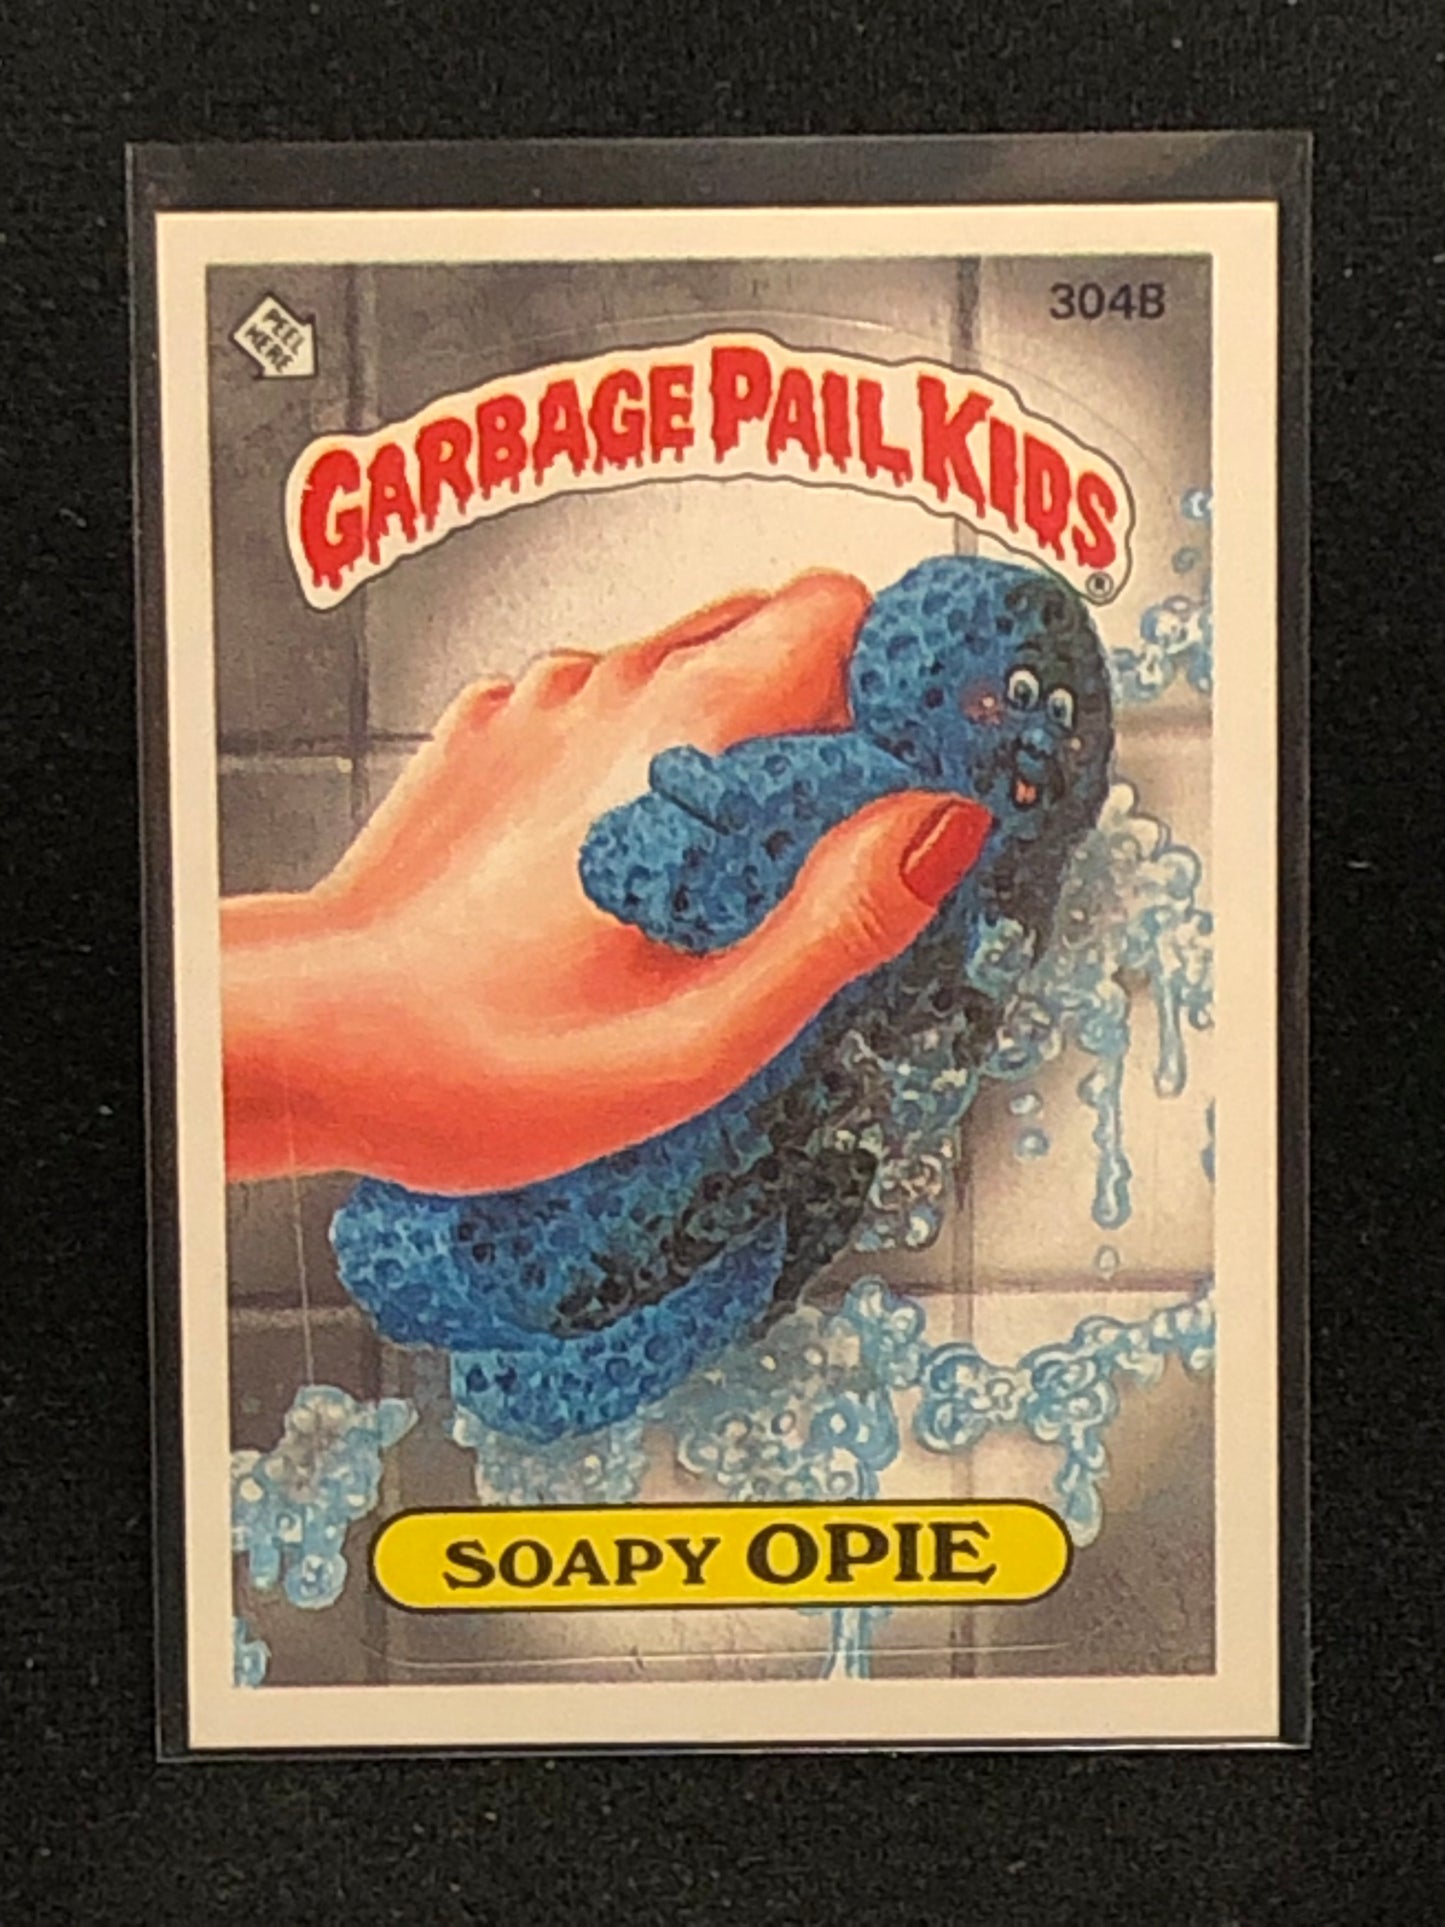 PEEL
HERE
304B
GARBAGE PAIL KIDS®
SOAPY OPIE